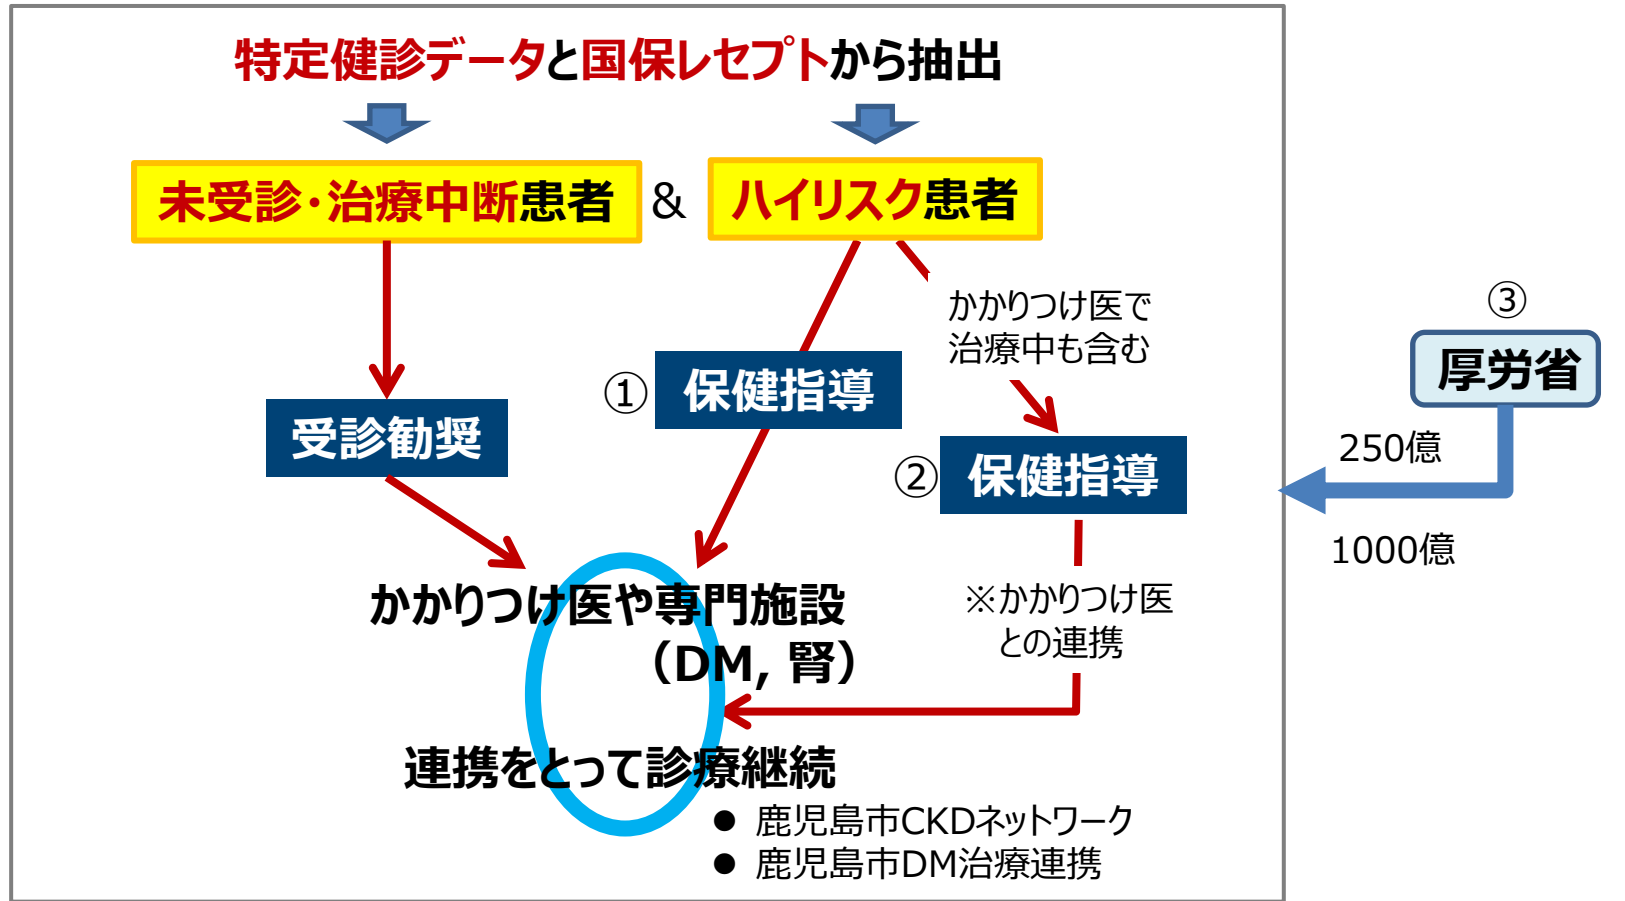 特定健診データと国保レセプトから抽出
未受診・治療中断患者
&
ハイリスク患者
かかりつけ医で
治療中も含む
①
保健指導
受診勧奨
②
保健指導
③
厚労省
250億
1000億
かかりつけ医や専門施設
（DM, 腎）
※かかりつけ医
との連携
連携をとって診療継続
● 鹿児島市CKDネットワーク
● 鹿児島市DM治療連携